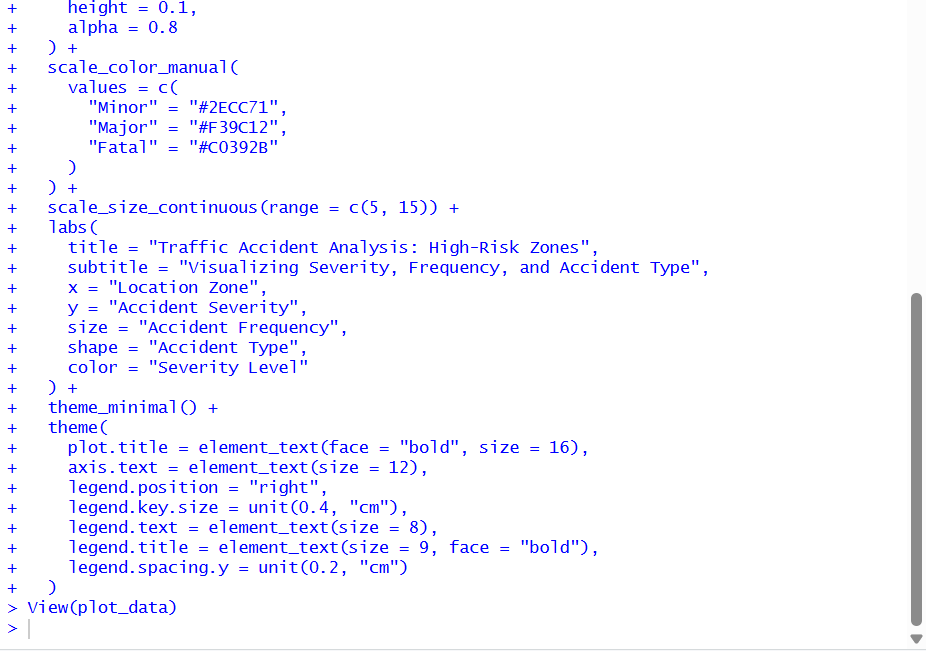 +     height = 0.1,
+     alpha = 0.8
+   ) +
+   scale_color_manual(
+     values = c(
+       "Minor" = "#2ECC71",
+       "Major" = "#F39C12",
+       "Fatal" = "#C0392B"
+     )
+   ) +
+   scale_size_continuous(range = c(5, 15)) +
+   labs(
+     title = "Traffic Accident Analysis: High-Risk Zones",
+     subtitle = "Visualizing Severity, Frequency, and Accident Type",
+     x = "Location Zone",
+     y = "Accident Severity",
+     size = "Accident Frequency",
+     shape = "Accident Type",
+     color = "Severity Level"
+   ) +
+   theme_minimal() +
+   theme(
+     plot.title = element_text(face = "bold", size = 16),
+     axis.text = element_text(size = 12),
+     legend.position = "right",
+     legend.key.size = unit(0.4, "cm"),
+     legend.text = element_text(size = 8),
+     legend.title = element_text(size = 9, face = "bold"),
+     legend.spacing.y = unit(0.2, "cm")
+   )
> View(plot_data)
>